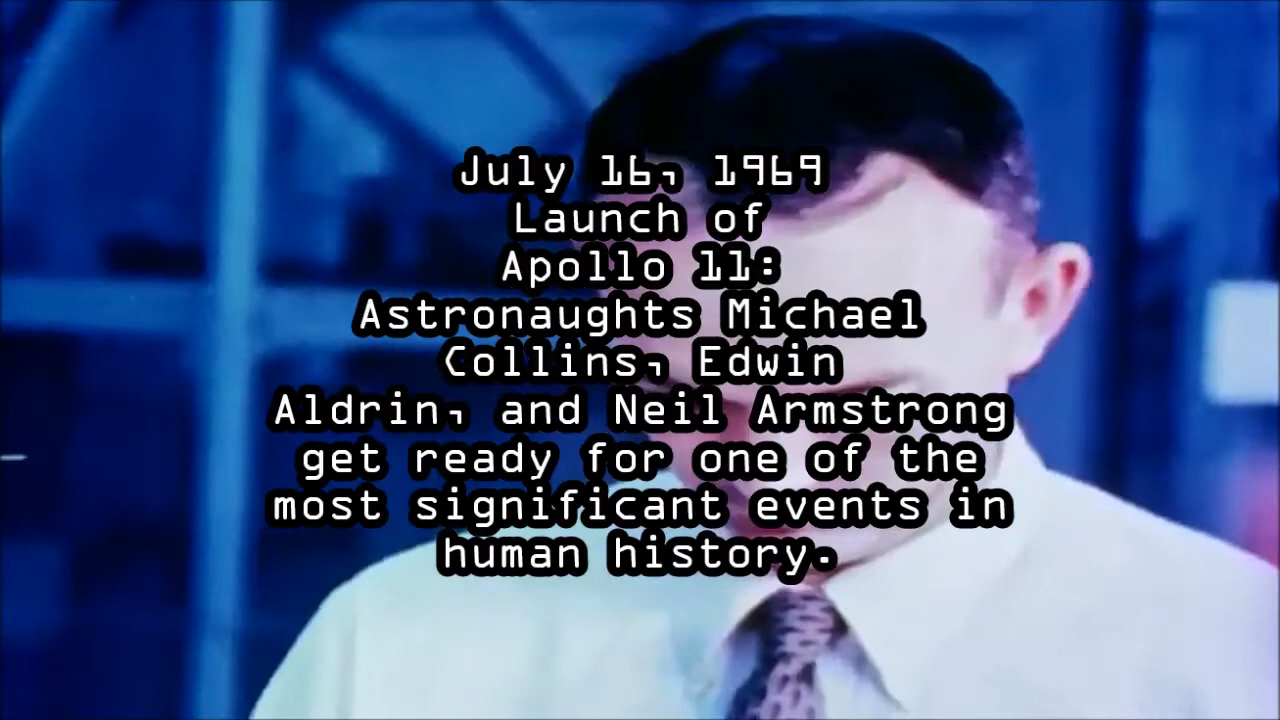 July 16, 1969
Launch of
Apollo 11:
Astronaughts Michael
Collins, Edwin
Aldrin, and Neil Armstrong
get ready for one of the
most significant events in
human history.